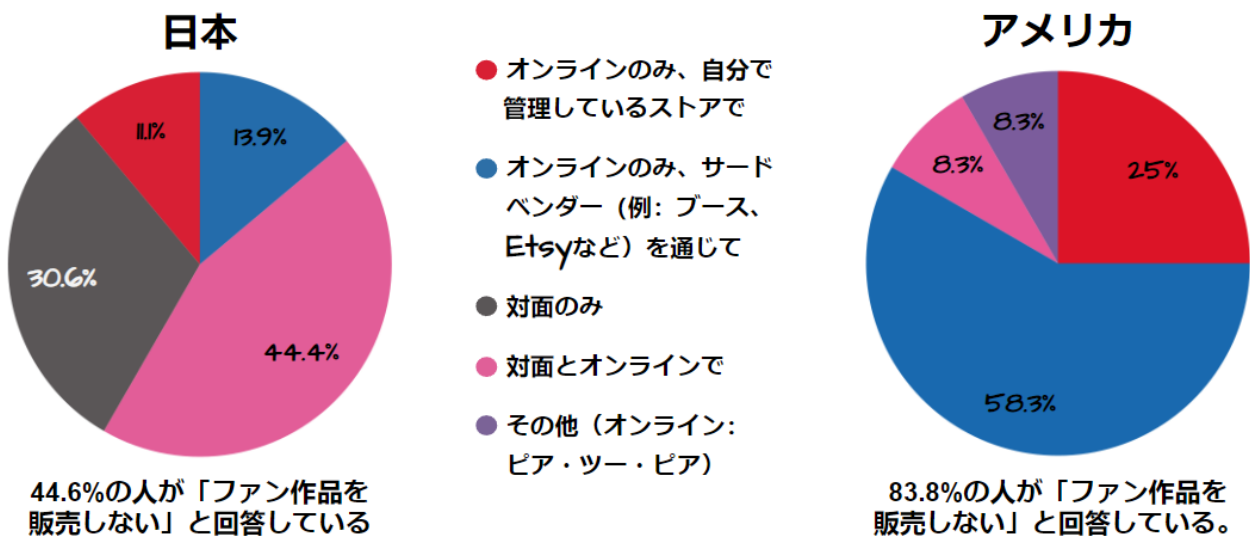 日本
11.1%
13.9%
30.6%
44.4%
44.6%の人が「ファン作品を
販売しない」と回答している
オンラインのみ、自分で
管理しているストアで
オンラインのみ、サード
ベンダー（例：ブース、
Etsyなど）を通じて
対面のみ
対面とオンラインで
その他（オンライン：
ピア・ツー・ピア）
アメリカ
8.3%
8.3%
25%
58.3%
83.8%の人が「ファン作品を
販売しない」と回答している。